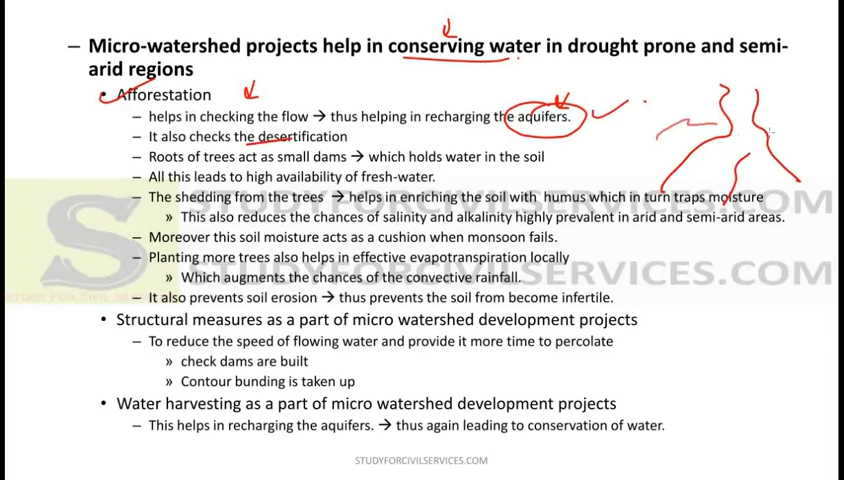 – Micro-watershed projects help in conserving water in drought prone and semi-
arid regions
• Afforestation
– helps in checking the flow → thus helping in recharging the aquifers.
– It also checks the desertification
– Roots of trees act as small dams → which holds water in the soil
– All this leads to high availability of fresh-water.
– The shedding from the trees → helps in enriching the soil with humus which in turn traps moisture
» This also reduces the chances of salinity and alkalinity highly prevalent in arid and semi-arid areas.
– Moreover this soil moisture acts as a cushion when monsoon fails.
– Planting more trees also helps in effective evapotranspiration locally
» Which augments the chances of the convective rainfall.
– It also prevents soil erosion → thus prevents the soil from become infertile.
• Structural measures as a part of micro watershed development projects
– To reduce the speed of flowing water and provide it more time to percolate
» check dams are built
» Contour bunding is taken up
• Water harvesting as a part of micro watershed development projects
– This helps in recharging the aquifers. → thus again leading to conservation of water.
STUDYFORCIVILSERVICES.COM
S
STUDY FOR CIVIL SERVICES
STUDYFORCIVILSERVICES.COM
STUDYFORCIVILSERVICES.COM